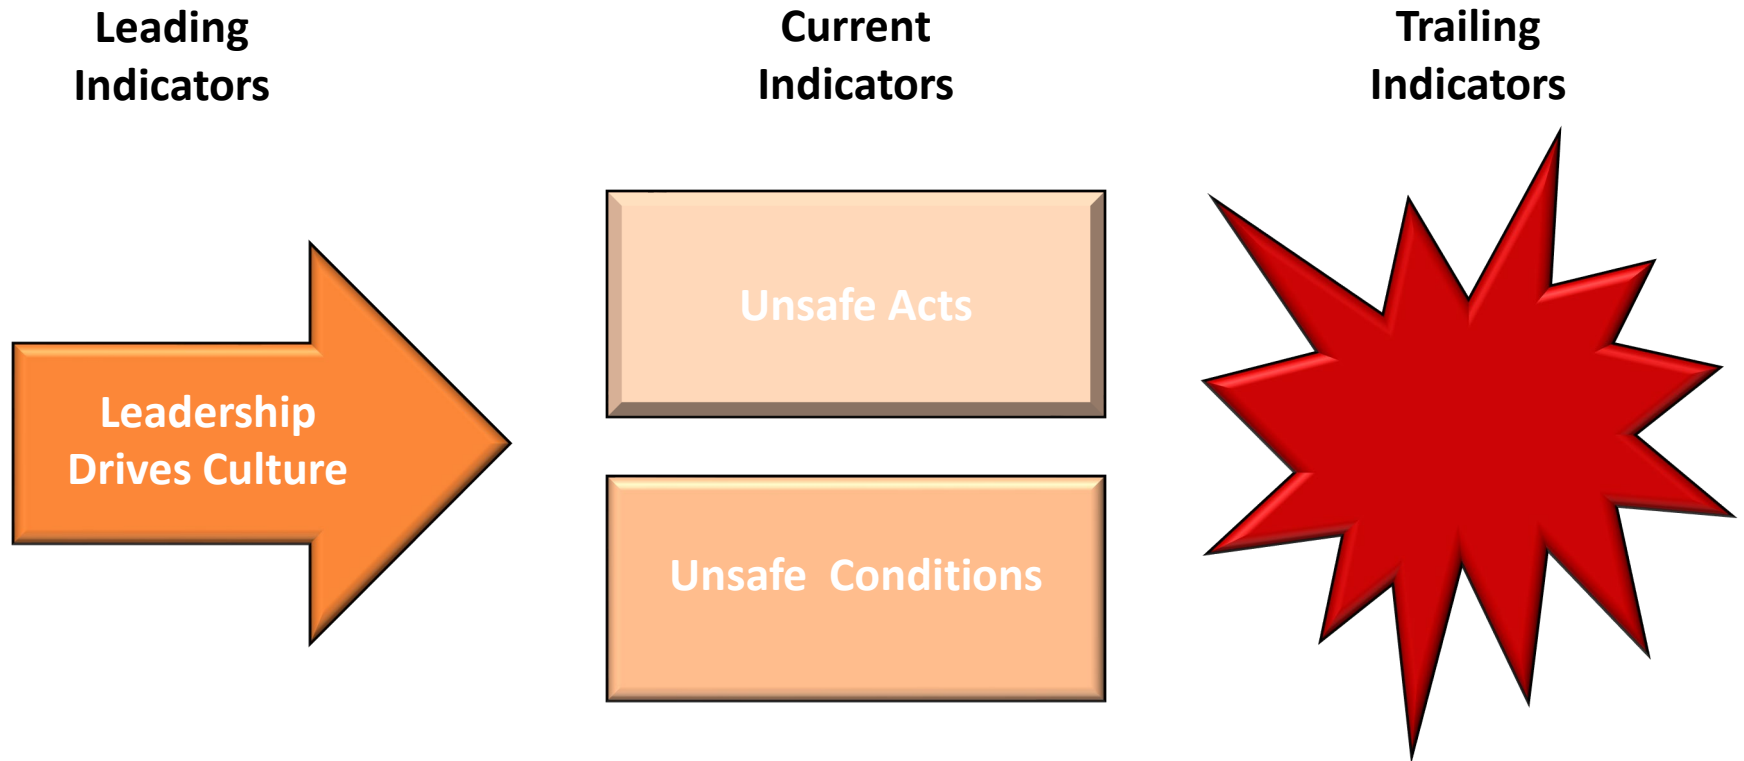 Leading
Indicators
Current
Indicators
Trailing
Indicators
Leadership
Drives Culture
Unsafe Acts
Unsafe  Conditions